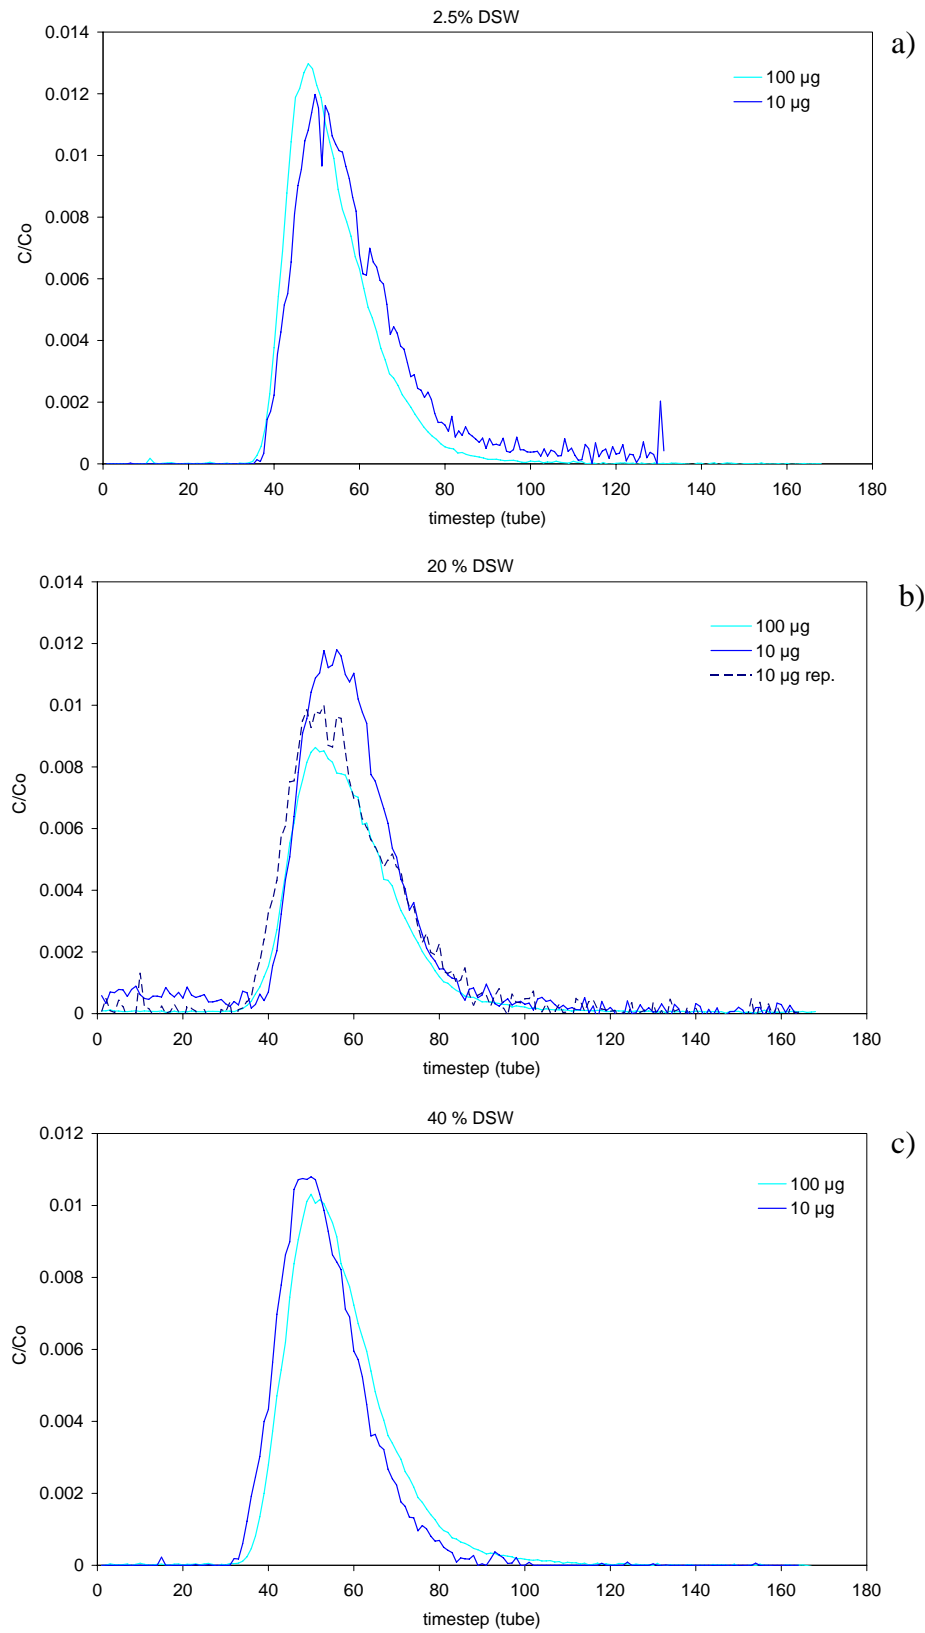 2.5% DSW
a)
0.014
0.012
0.01
0.008
0.006
0.004
0.002
0
C/Co
100 µg
10 µg
0 20 40 60 80 100 120 140 160 180
timestep (tube)
20 % DSW
b)
0.014
0.012
0.01
0.008
0.006
0.004
0.002
0
C/Co
100 µg
10 µg
10 µg rep.
0 20 40 60 80 100 120 140 160 180
timestep (tube)
40 % DSW
c)
0.012
0.01
0.008
0.006
0.004
0.002
0
C/Co
100 µg
10 µg
0 20 40 60 80 100 120 140 160 180
timestep (tube)